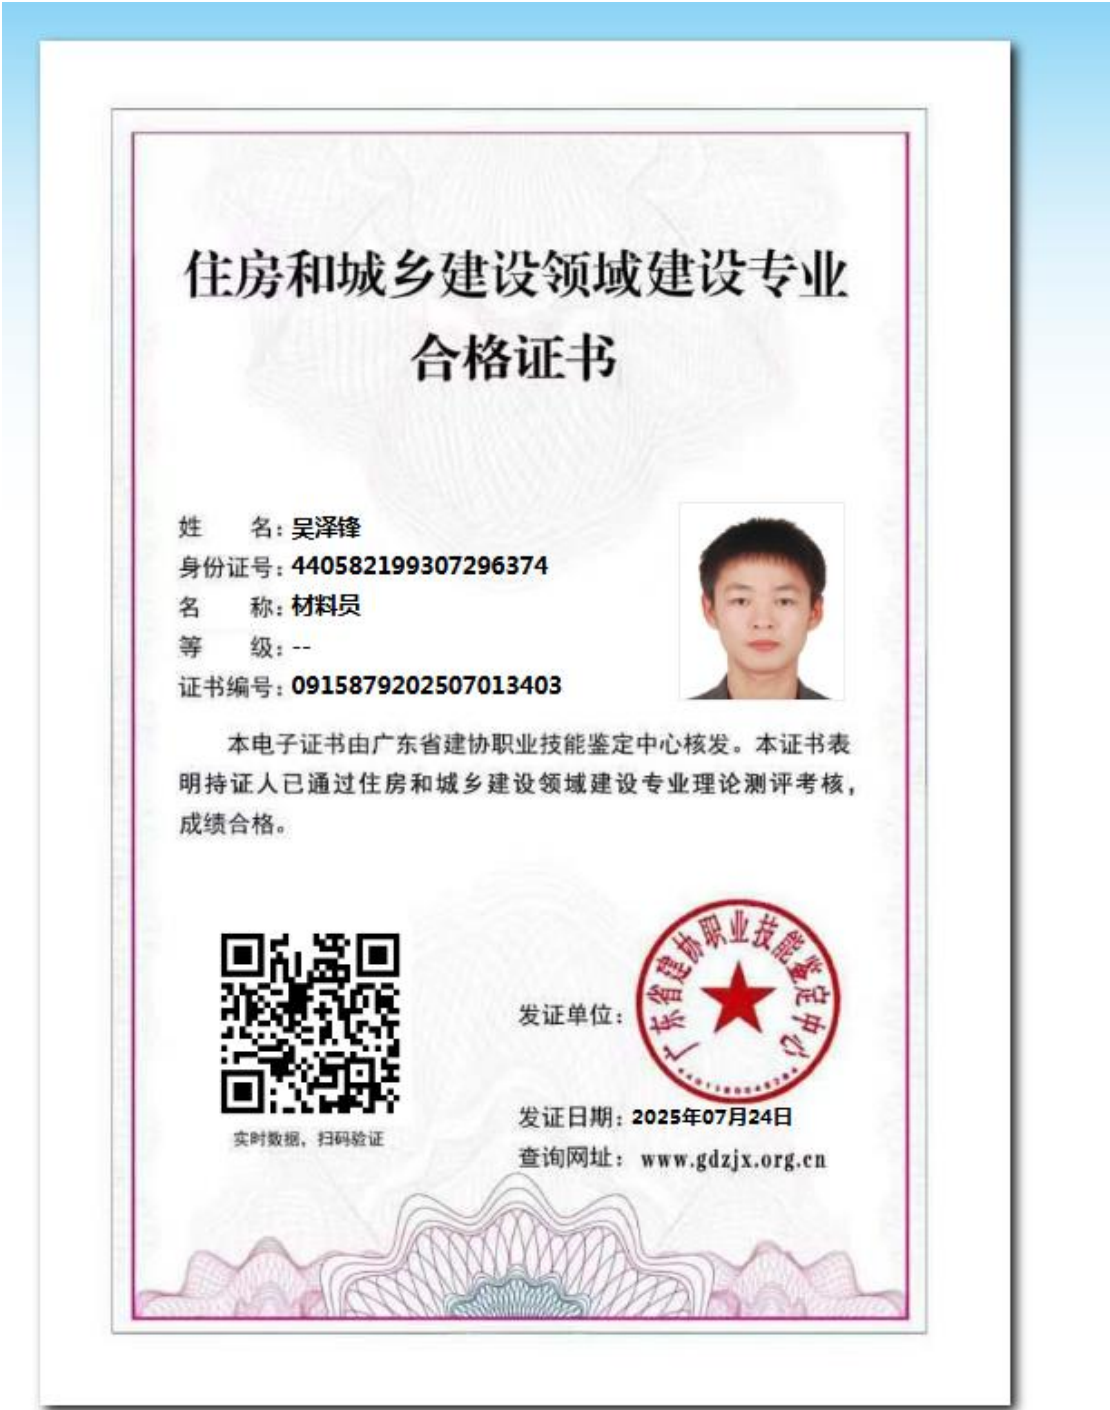 住房和城乡建设领域建设专业
合格证书
姓 名：吴泽锋
身份证号：440582199307296374
名 称：材料员
等 级：--
证书编号：0915879202507013403
本电子证书由广东省建协职业技能鉴定中心核发。本证书表
明持证人已通过住房和城乡建设领域建设专业理论测评考核，
成绩合格。
实时数据，扫码验证
发证单位：
广东省建协职业技能鉴定中心
发证日期：2025年07月24日
查询网址：www.gdzjx.org.cn